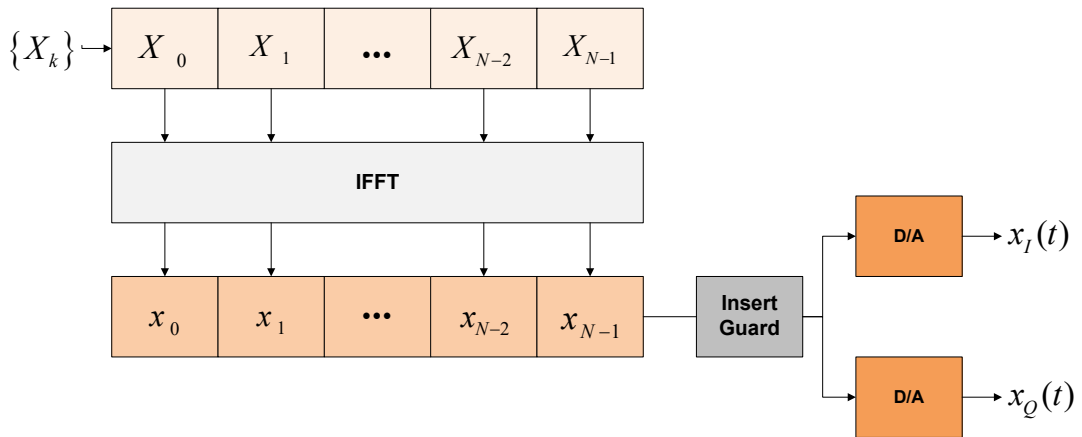 {X_k} X_0 X_1 ... X_{N-2} X_{N-1}
IFFT
D/A x_I(t)
x_0 x_1 ... x_{N-2} x_{N-1}
Insert
Guard
D/A x_Q(t)